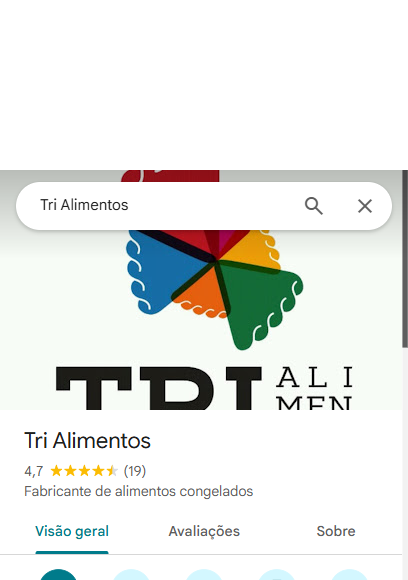 Tri Alimentos
TRI
ALI
MEN
Tri Alimentos
4,7 (19)
Fabricante de alimentos congelados
Visão geral Avaliações Sobre